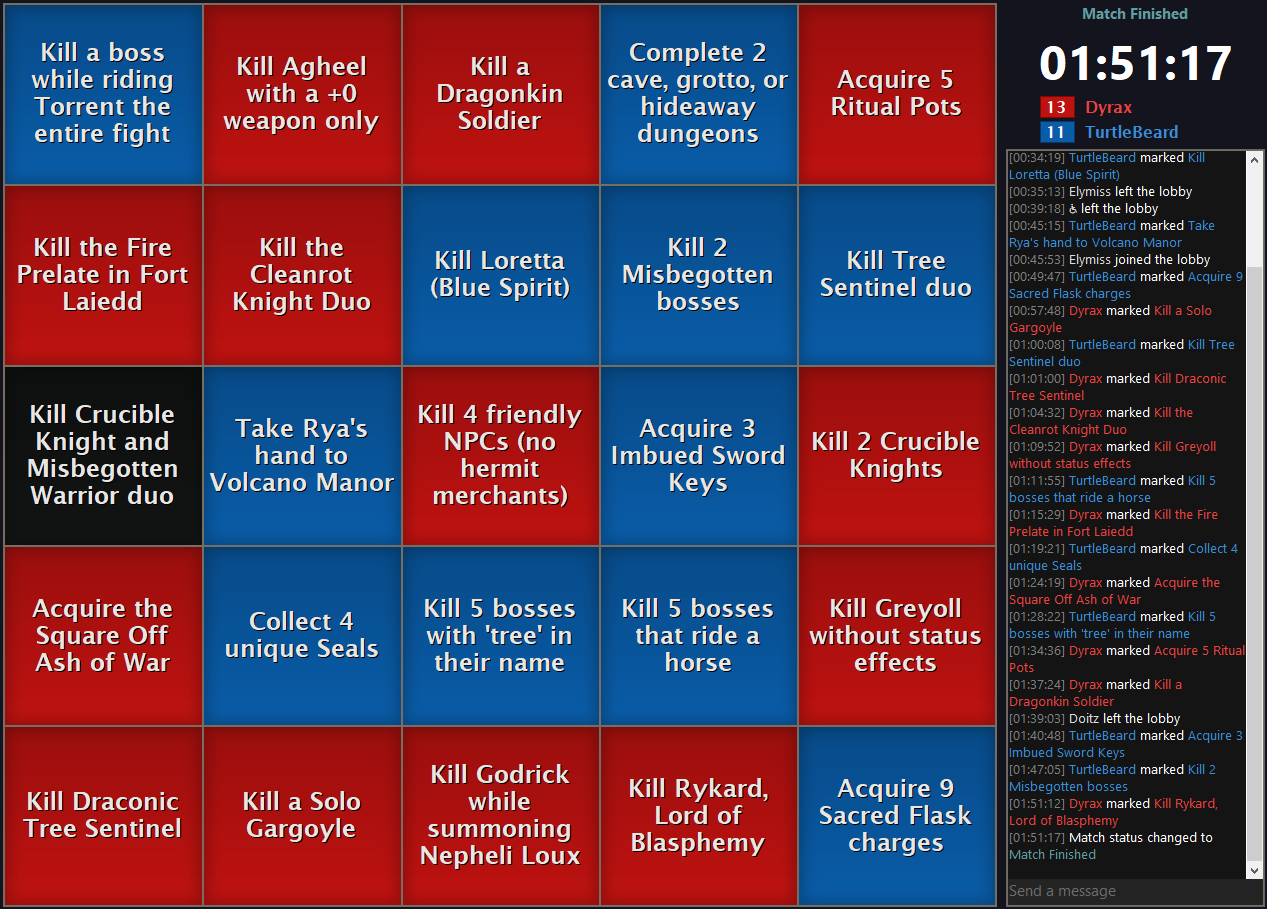 Kill a boss
while riding
Torrent the
entire fight
Kill Agheel
with a +0
weapon only
Kill a
Dragonkin
Soldier
Complete 2
cave, grotto, or
hideaway
dungeons
Acquire 5
Ritual Pots
Kill the Fire
Prelate in Fort
Laiedd
Kill the
Cleanrot
Knight Duo
Kill Loretta
(Blue Spirit)
Kill 2
Misbegotten
bosses
Kill Tree
Sentinel duo
Kill Crucible
Knight and
Misbegotten
Warrior duo
Take Rya's
hand to
Volcano Manor
Kill 4 friendly
NPCs (no
hermit
merchants)
Acquire 3
Imbued Sword
Keys
Kill 2 Crucible
Knights
Acquire the
Square Off
Ash of War
Collect 4
unique Seals
Kill 5 bosses
with 'tree' in
their name
Kill 5 bosses
that ride a
horse
Kill Greyoll
without status
effects
Kill Draconic
Tree Sentinel
Kill a Solo
Gargoyle
Kill Godrick
while
summoning
Nepheli Loux
Kill Rykard,
Lord of
Blasphemy
Acquire 9
Sacred Flask
charges
Match Finished
01:51:17
13 Dyrax
11 TurtleBeard
[00:34:19] TurtleBeard marked Kill
Loretta (Blue Spirit)
[00:35:13] Elymiss left the lobby
[00:39:18] ♿ left the lobby
[00:45:15] TurtleBeard marked Take
Rya's hand to Volcano Manor
[00:45:53] Elymiss joined the lobby
[00:49:47] TurtleBeard marked Acquire 9
Sacred Flask charges
[00:57:48] Dyrax marked Kill a Solo
Gargoyle
[01:00:08] TurtleBeard marked Kill Tree
Sentinel duo
[01:01:00] Dyrax marked Kill Draconic
Tree Sentinel
[01:04:32] Dyrax marked Kill the
Cleanrot Knight Duo
[01:09:52] Dyrax marked Kill Greyoll
without status effects
[01:11:55] TurtleBeard marked Kill 5
bosses that ride a horse
[01:15:29] Dyrax marked Kill the Fire
Prelate in Fort Laiedd
[01:19:21] TurtleBeard marked Collect 4
unique Seals
[01:24:19] Dyrax marked Acquire the
Square Off Ash of War
[01:28:22] TurtleBeard marked Kill 5
bosses with 'tree' in their name
[01:34:36] Dyrax marked Acquire 5 Ritual
Pots
[01:37:24] Dyrax marked Kill a
Dragonkin Soldier
[01:39:03] Doitz left the lobby
[01:40:48] TurtleBeard marked Acquire 3
Imbued Sword Keys
[01:47:05] TurtleBeard marked Kill 2
Misbegotten bosses
[01:51:12] Dyrax marked Kill Rykard,
Lord of Blasphemy
[01:51:17] Match status changed to
Match Finished
Send a message